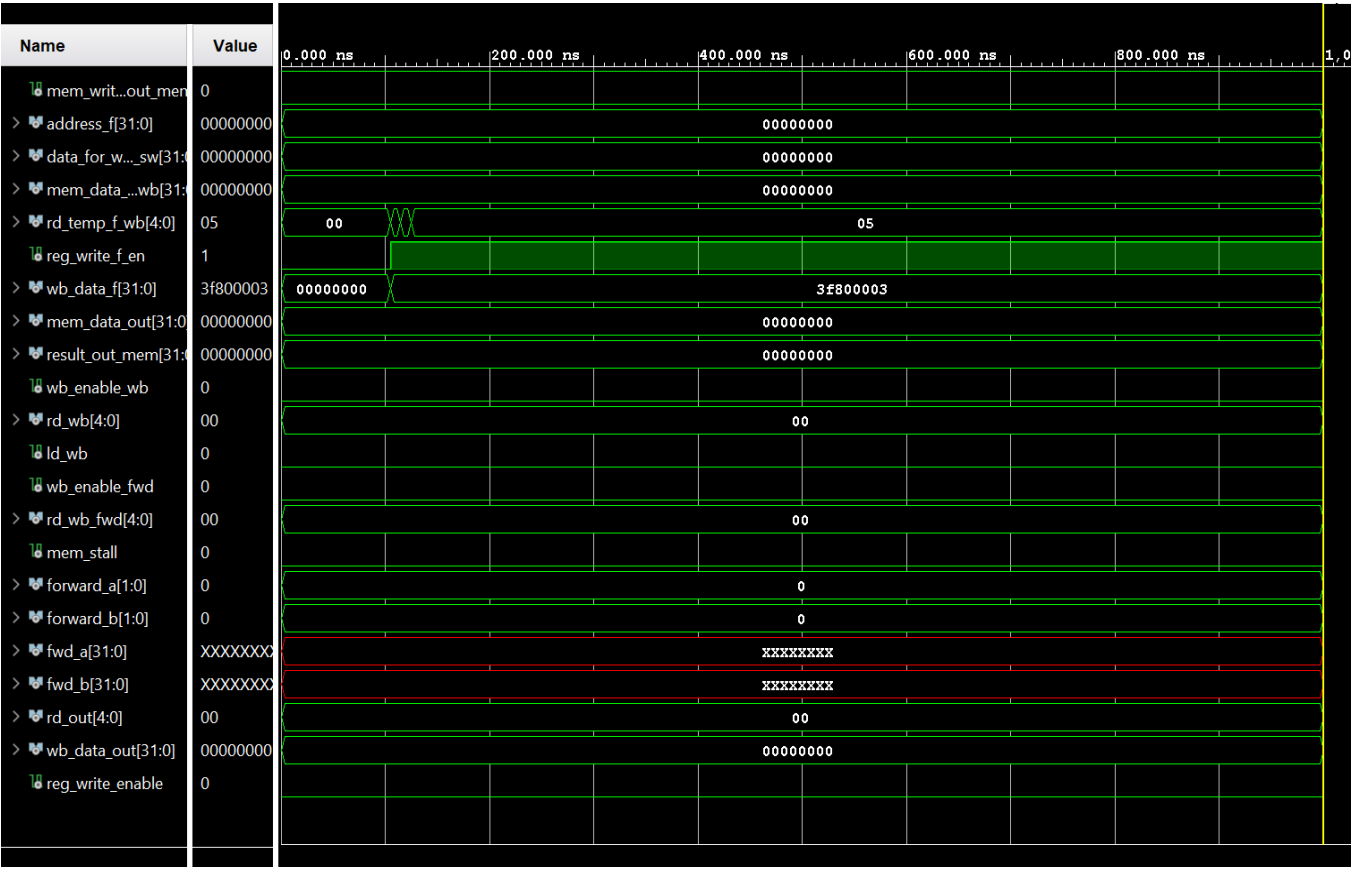 Name Value
0.000 ns 200.000 ns 400.000 ns 600.000 ns 800.000 ns 1,0
mem_writ...out_men 0
address_f[31:0] 00000000 00000000
data_for_w..._sw[31:0 00000000 00000000
mem_data_...wb[31:0 00000000 00000000
rd_temp_f_wb[4:0] 05 00 05
reg_write_f_en 1
wb_data_f[31:0] 3f800003 00000000 3f800003
mem_data_out[31:0] 00000000 00000000
result_out_mem[31:0 00000000 00000000
wb_enable_wb 0
rd_wb[4:0] 00 00
ld_wb 0
wb_enable_fwd 0
rd_wb_fwd[4:0] 00 00
mem_stall 0
forward_a[1:0] 0 0
forward_b[1:0] 0 0
fwd_a[31:0] XXXXXXXX XXXXXXXX
fwd_b[31:0] XXXXXXXX XXXXXXXX
rd_out[4:0] 00 00
wb_data_out[31:0] 00000000 00000000
reg_write_enable 0